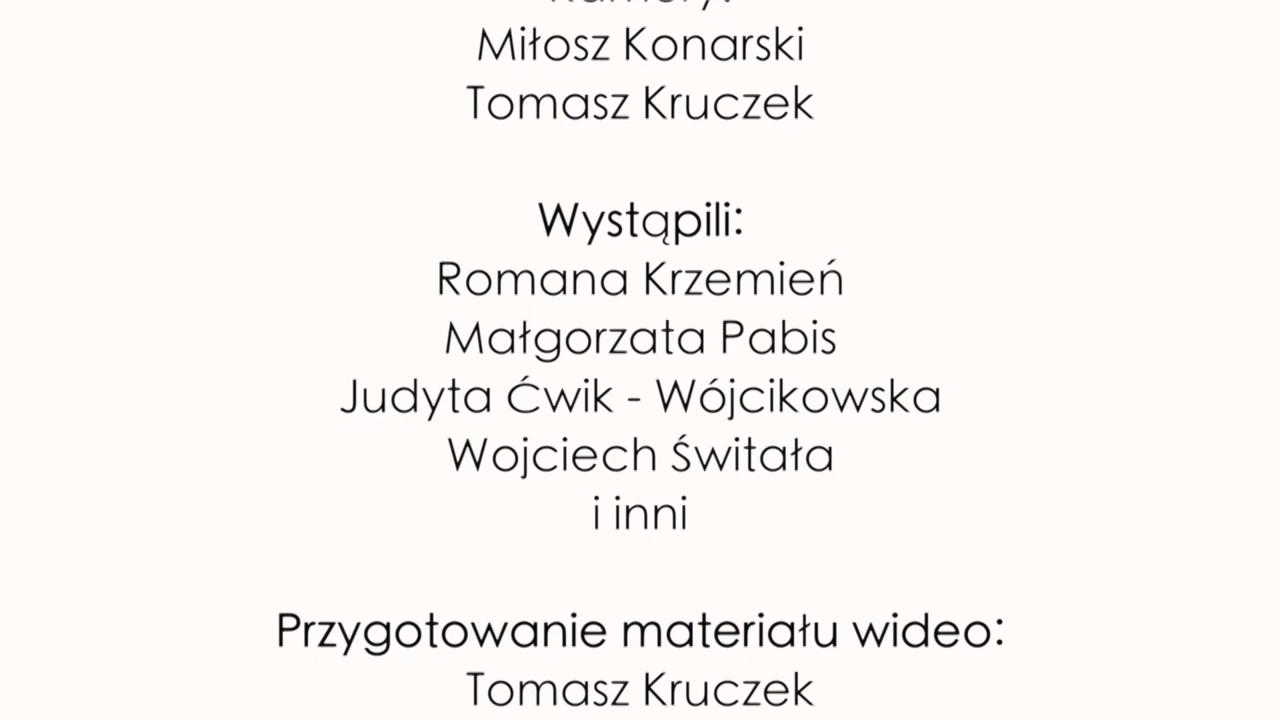 Kamery:
Miłosz Konarski
Tomasz Kruczek
Wystąpili:
Romana Krzemień
Małgorzata Pabis
Judyta Ćwik - Wójcikowska
Wojciech Świtała
i inni
Przygotowanie materiału wideo:
Tomasz Kruczek